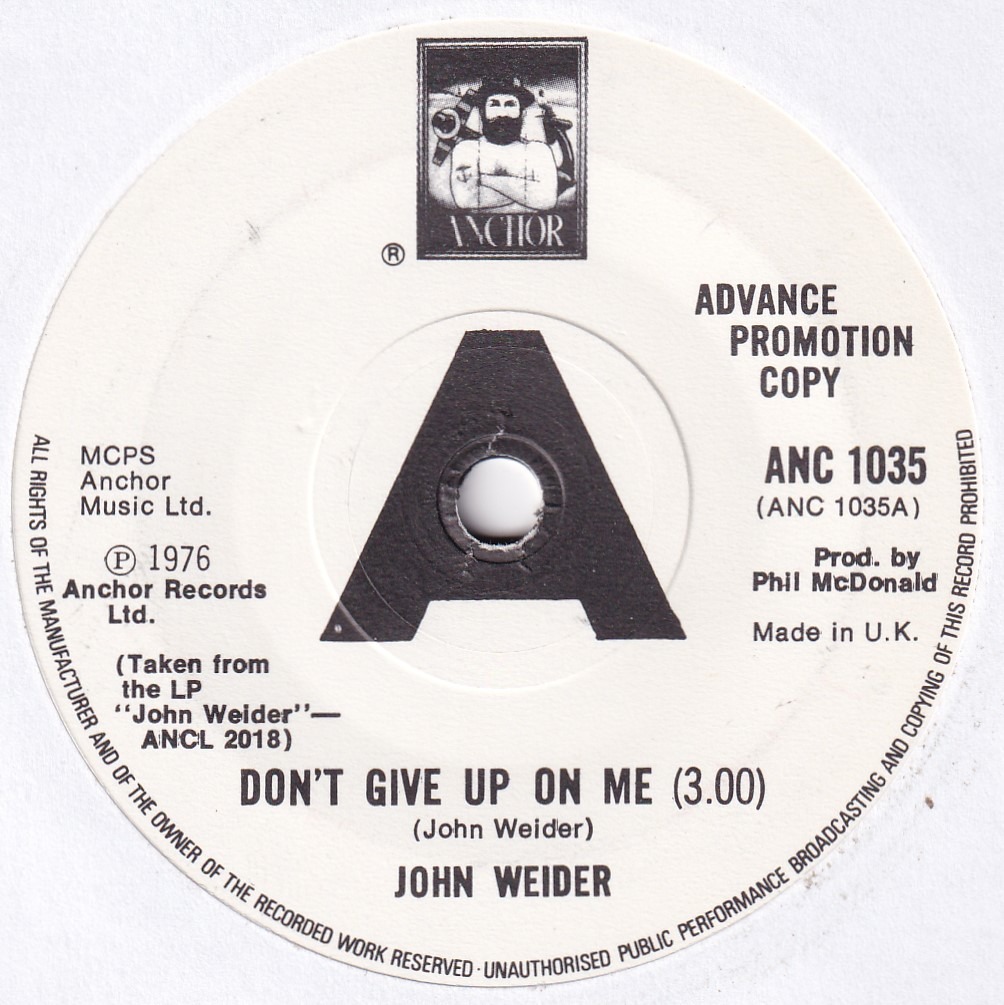 ANCHOR
®
ADVANCE
PROMOTION
COPY
A
MCPS
Anchor
Music Ltd.
Ⓟ 1976
Anchor Records
Ltd.
(Taken from
the LP
“John Weider”—
ANCL 2018)
ANC 1035
(ANC 1035A)
Prod. by
Phil McDonald
Made in U.K.
DON'T GIVE UP ON ME (3.00)
(John Weider)
JOHN WEIDER
ALL RIGHTS OF THE MANUFACTURER AND OF THE OWNER OF THE RECORDED WORK RESERVED · UNAUTHORISED PUBLIC PERFORMANCE BROADCASTING AND COPYING OF THIS RECORD PROHIBITED